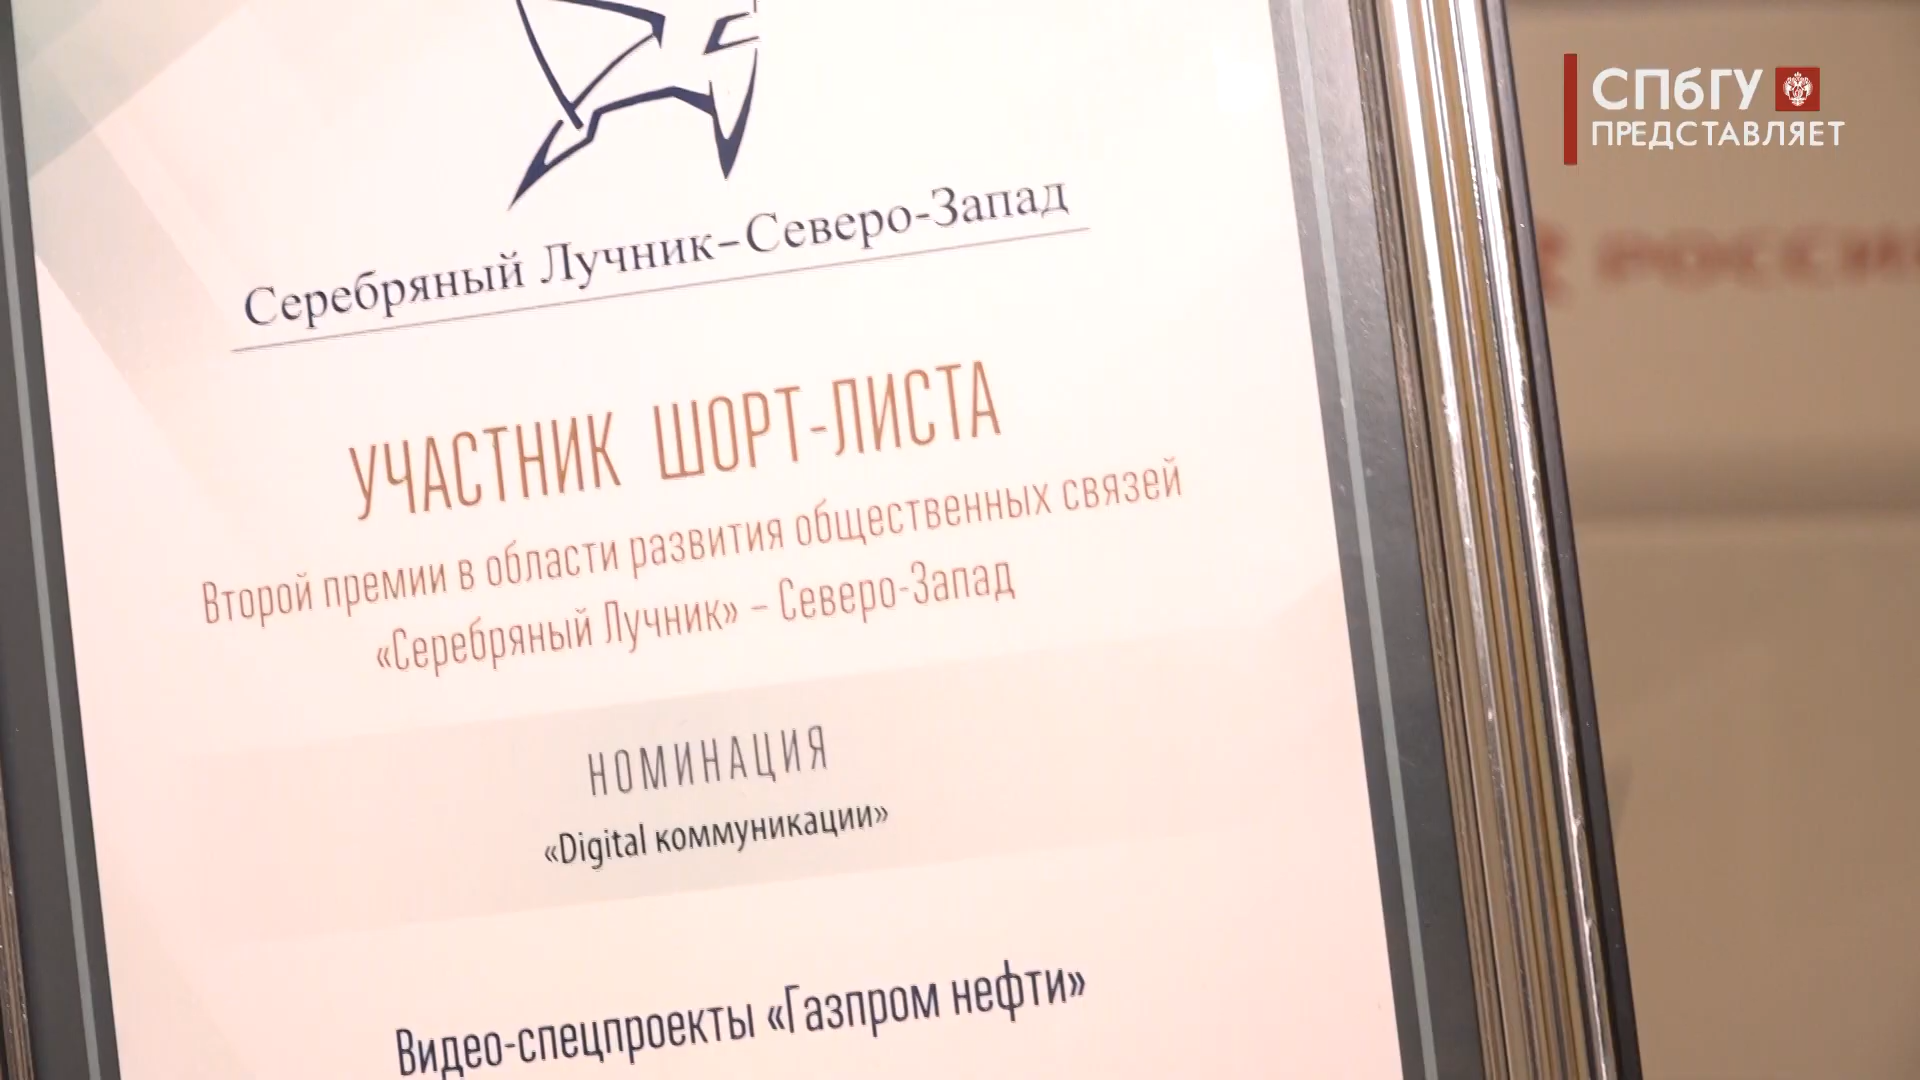 СПбГУ
ПРЕДСТАВЛЯЕТ
Серебряный Лучник–Северо-Запад
УЧАСТНИК ШОРТ-ЛИСТА
Второй премии в области развития общественных связей
«Серебряный Лучник» – Северо-Запад
НОМИНАЦИЯ
«Digital коммуникации»
Видео-спецпроекты «Газпром нефти»